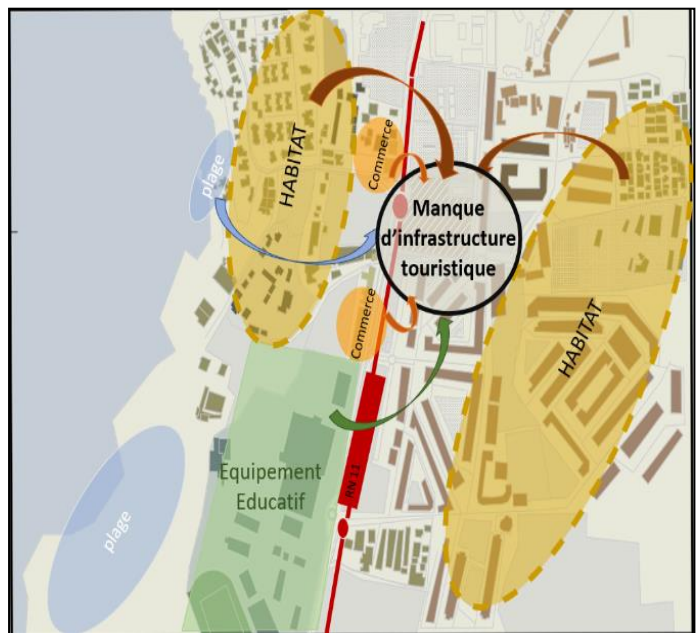 plage
HABITAT
Commerce
Manque
d'infrastructure
touristique
Commerce
HABITAT
RN 11
Equipement
Educatif
plage